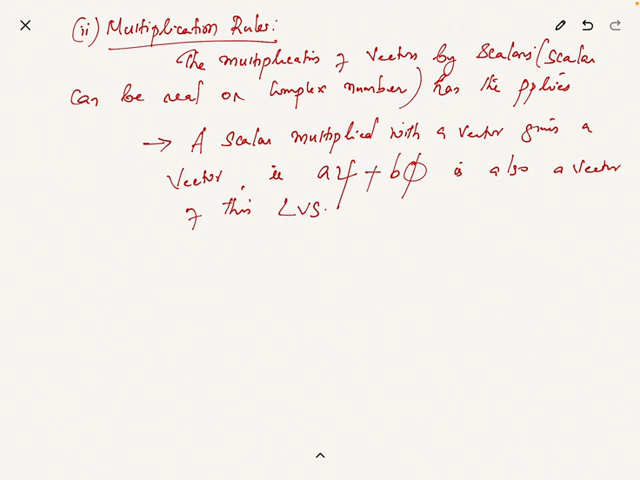 (ii) Multiplication Rules:
The multiplication of vectors by scalars (scalar
can be real or complex number) has the pplies
→ A scalar multiplied with a vector gives a
vector, ie aψ + bϕ is also a vector
of this LVS.